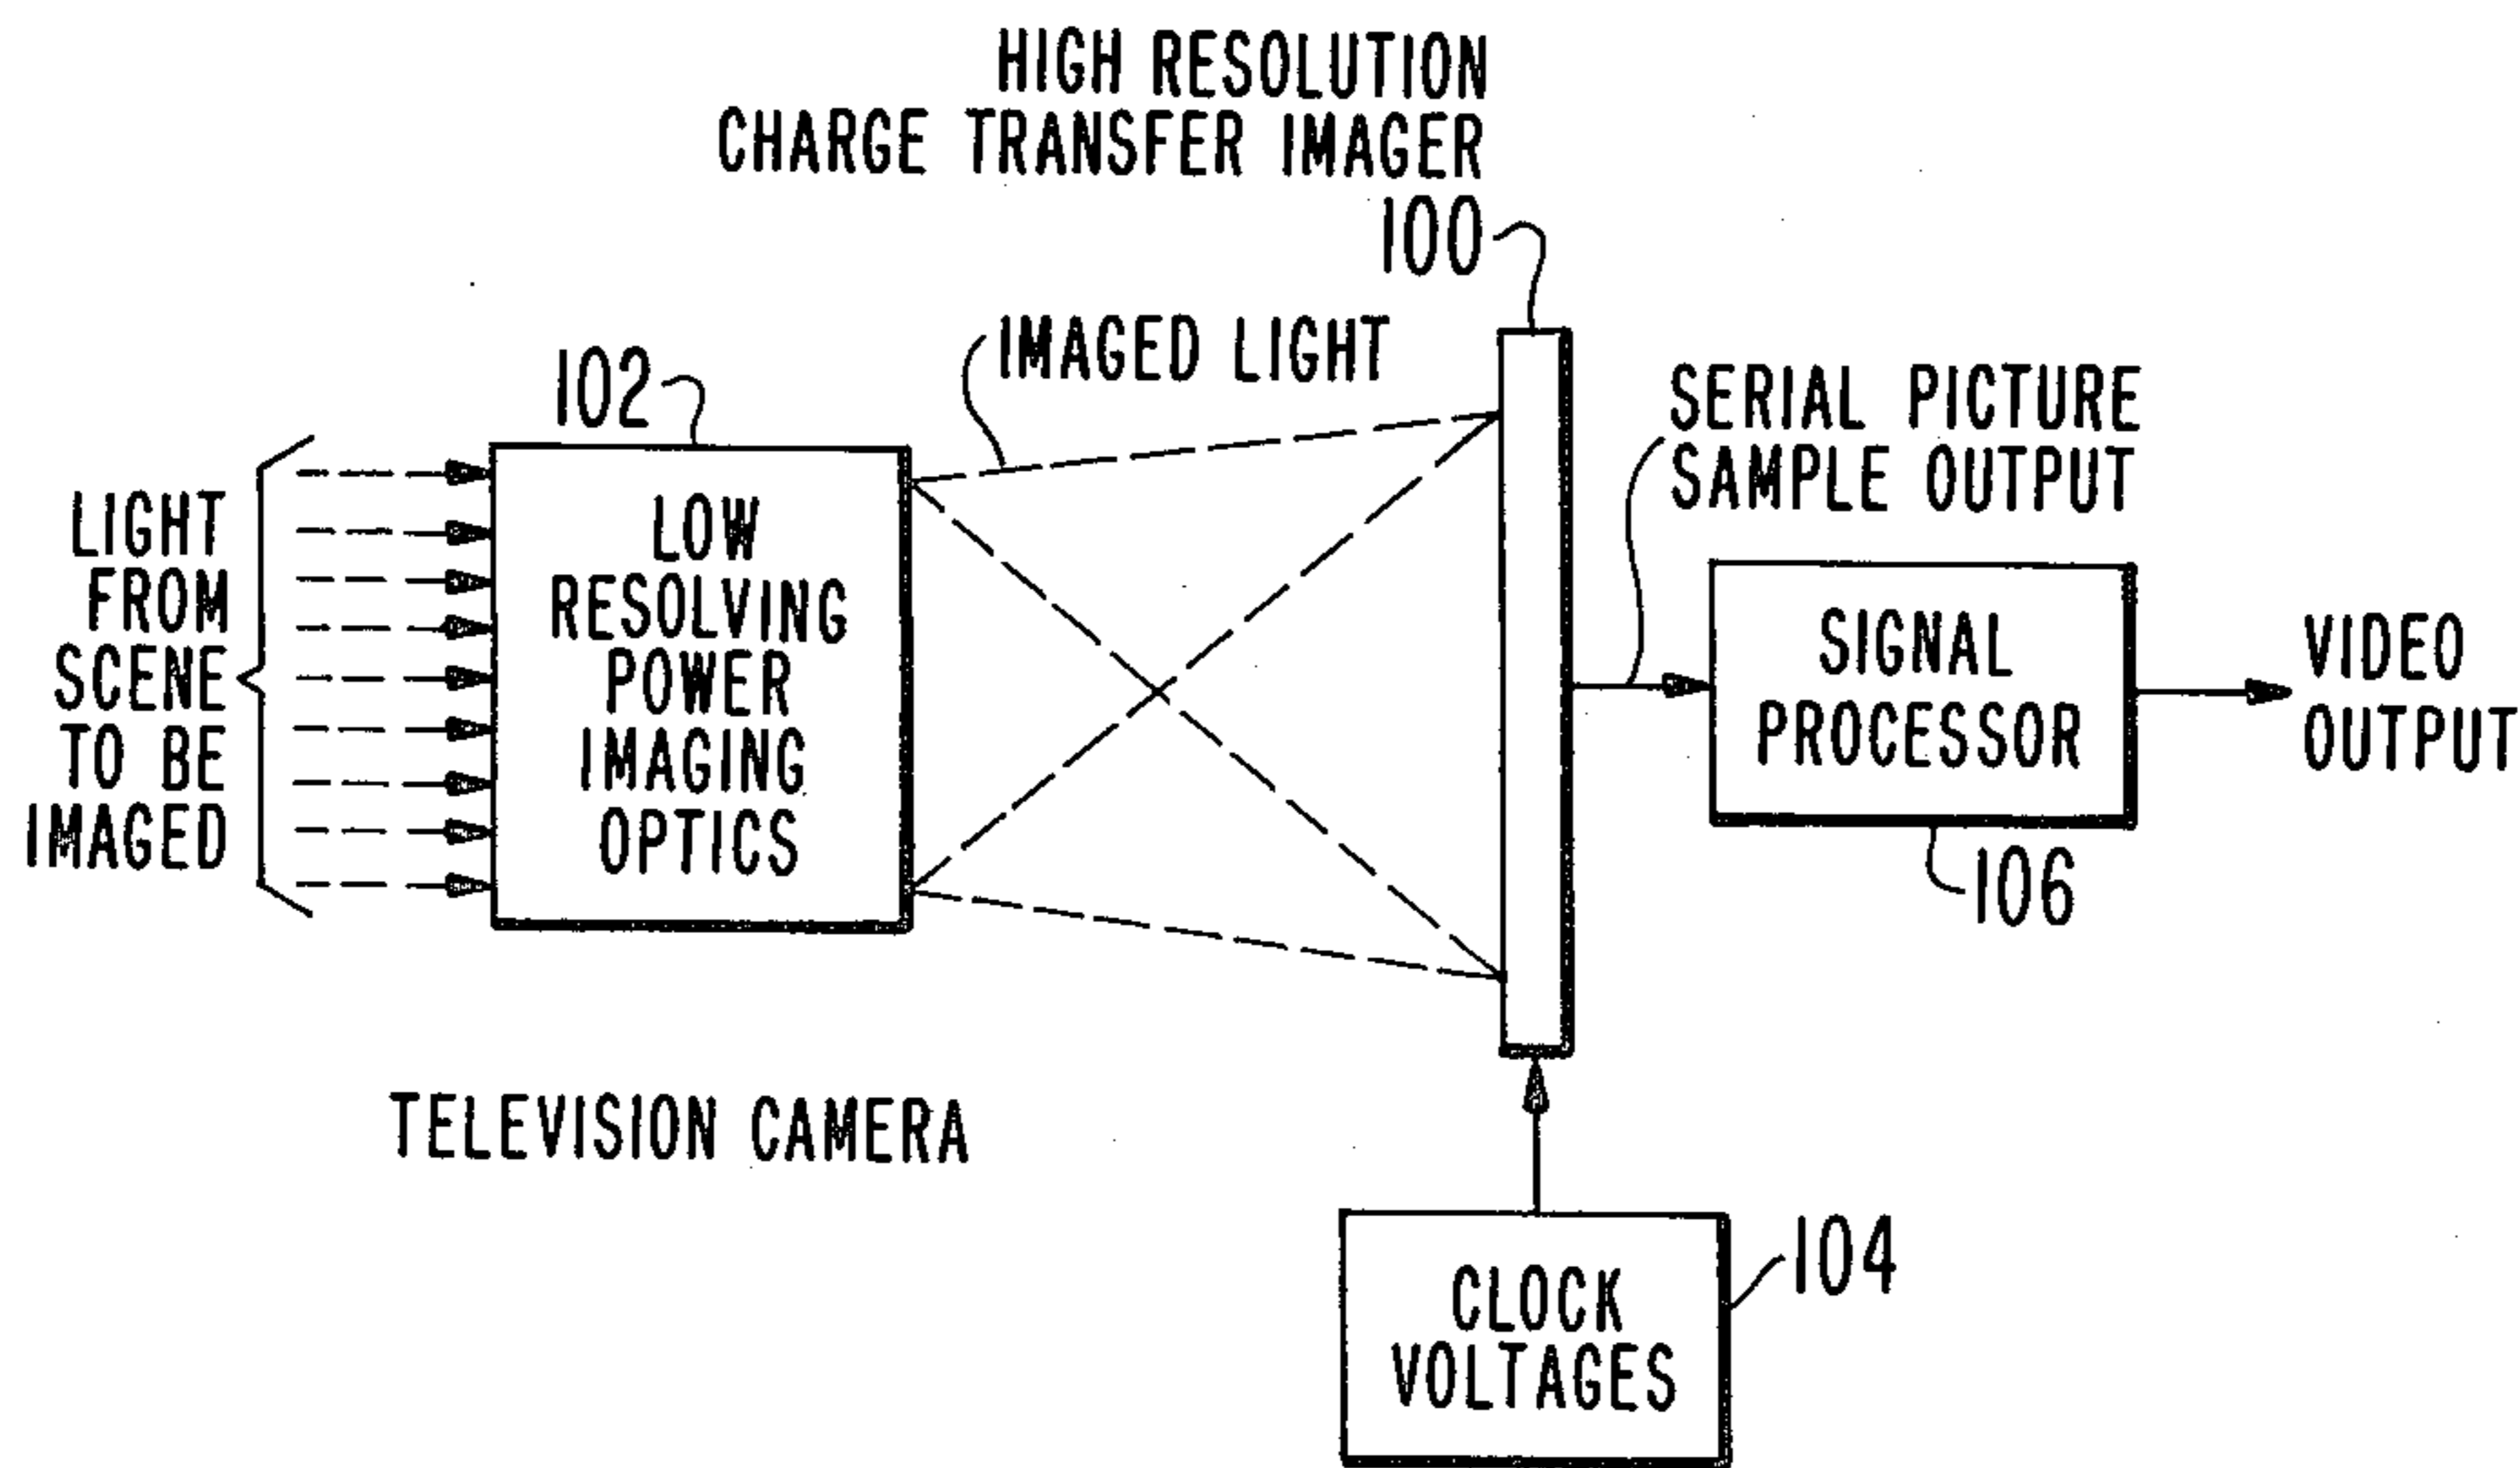 HIGH RESOLUTION
CHARGE TRANSFER IMAGER
100
IMAGED LIGHT
102
SERIAL PICTURE
SAMPLE OUTPUT
LIGHT
FROM
SCENE
TO BE
IMAGED
LOW
RESOLVING
POWER
IMAGING
OPTICS
SIGNAL
PROCESSOR
VIDEO
OUTPUT
106
TELEVISION CAMERA
104
CLOCK
VOLTAGES